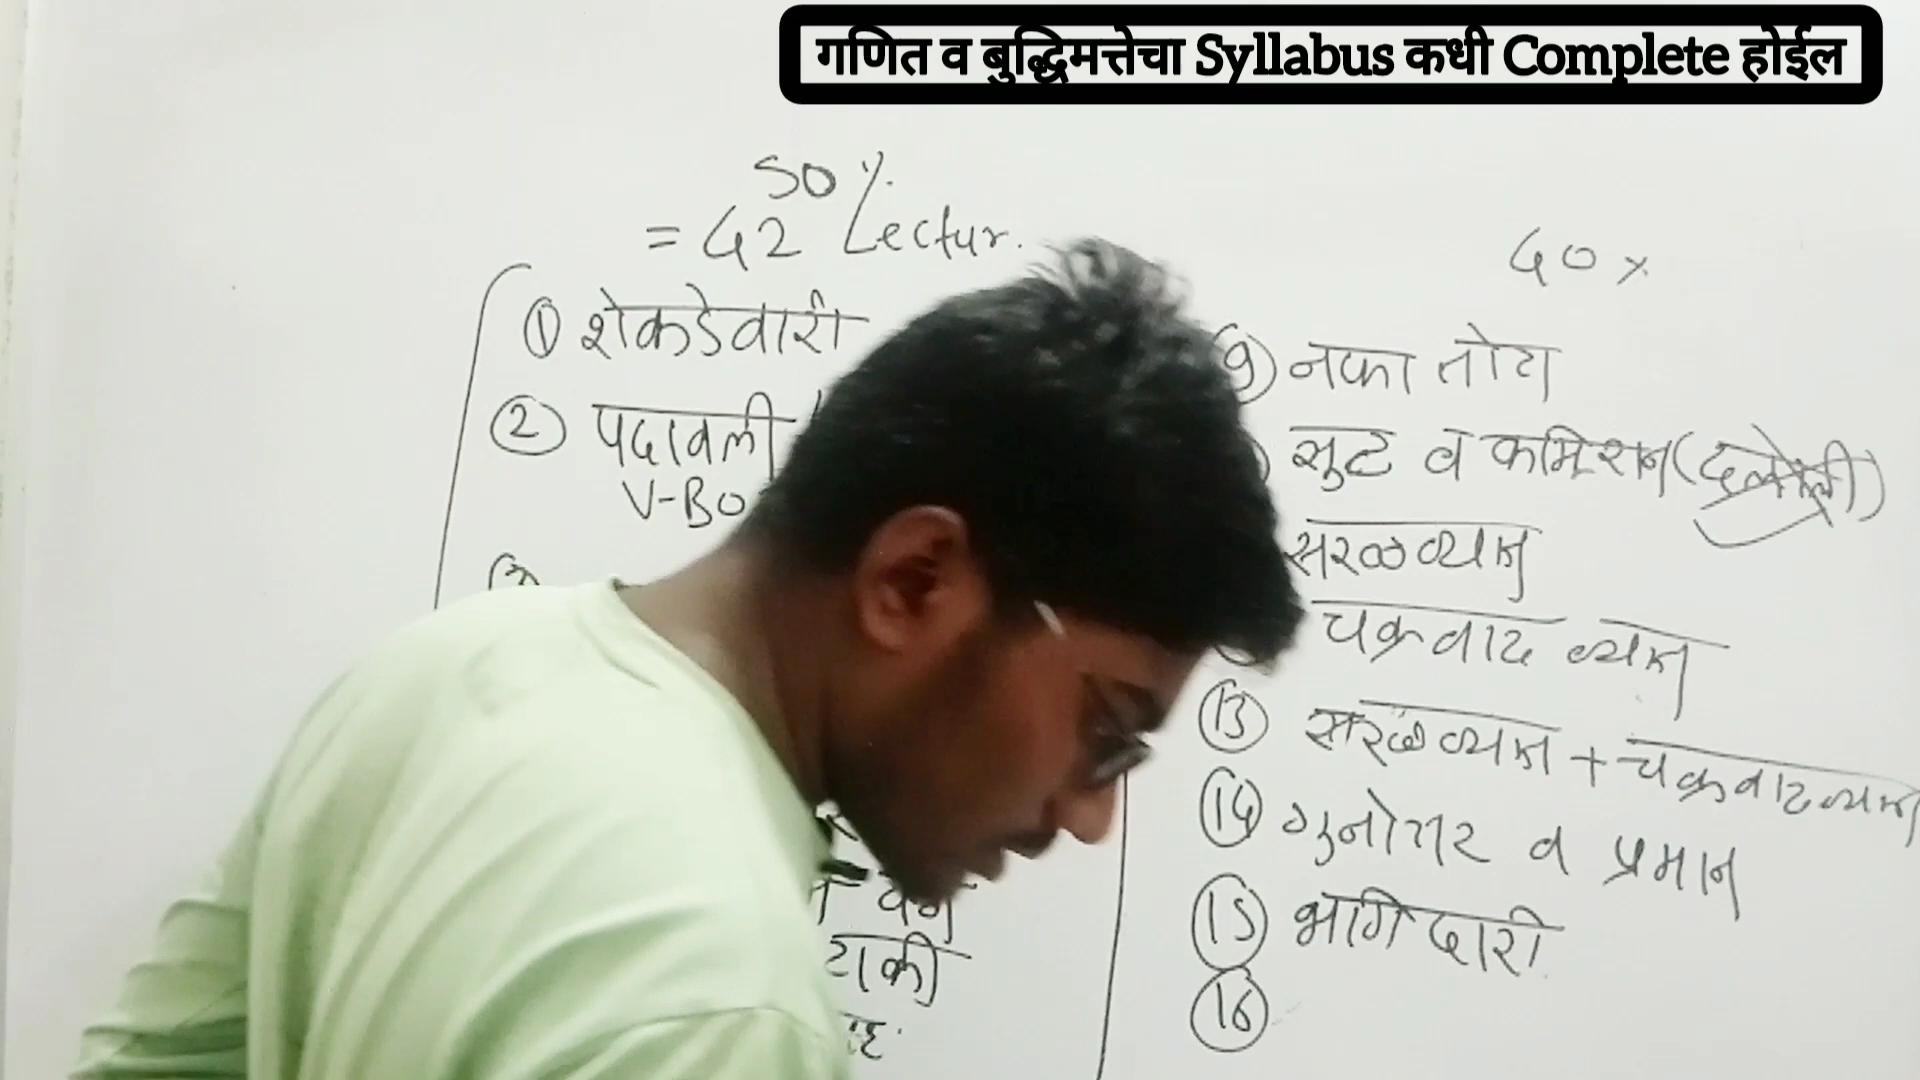 गणित व बुद्धिमत्तेचा Syllabus कधी Complete होईल
50%
= 42 Lectur.
① शेकडेवारी
② पदावली
V-BO
40 %
9) नफा तोटा
सुट व कमिशन (दलाली)
सरळव्याज
चक्रवाढ व्याज
⑬ सरळव्याज + चक्रवाढव्याज
⑭ गुनोत्तर व प्रमान
⑮ भागिदारी
⑯
टाकी